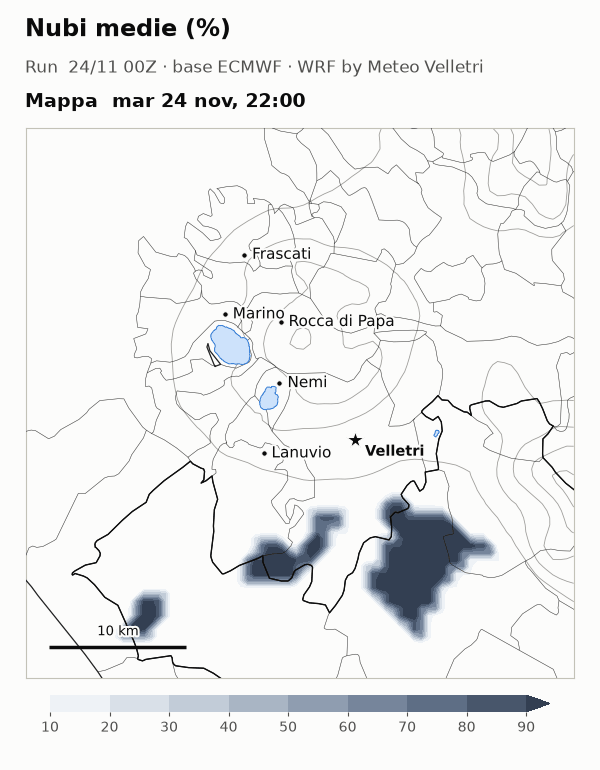 Nubi medie (%)
Run  24/11 00Z · base ECMWF · WRF by Meteo Velletri
Mappa  mar 24 nov, 22:00
Frascati
Marino
Rocca di Papa
Nemi
Velletri
Lanuvio
10 km
10 20 30 40 50 60 70 80 90